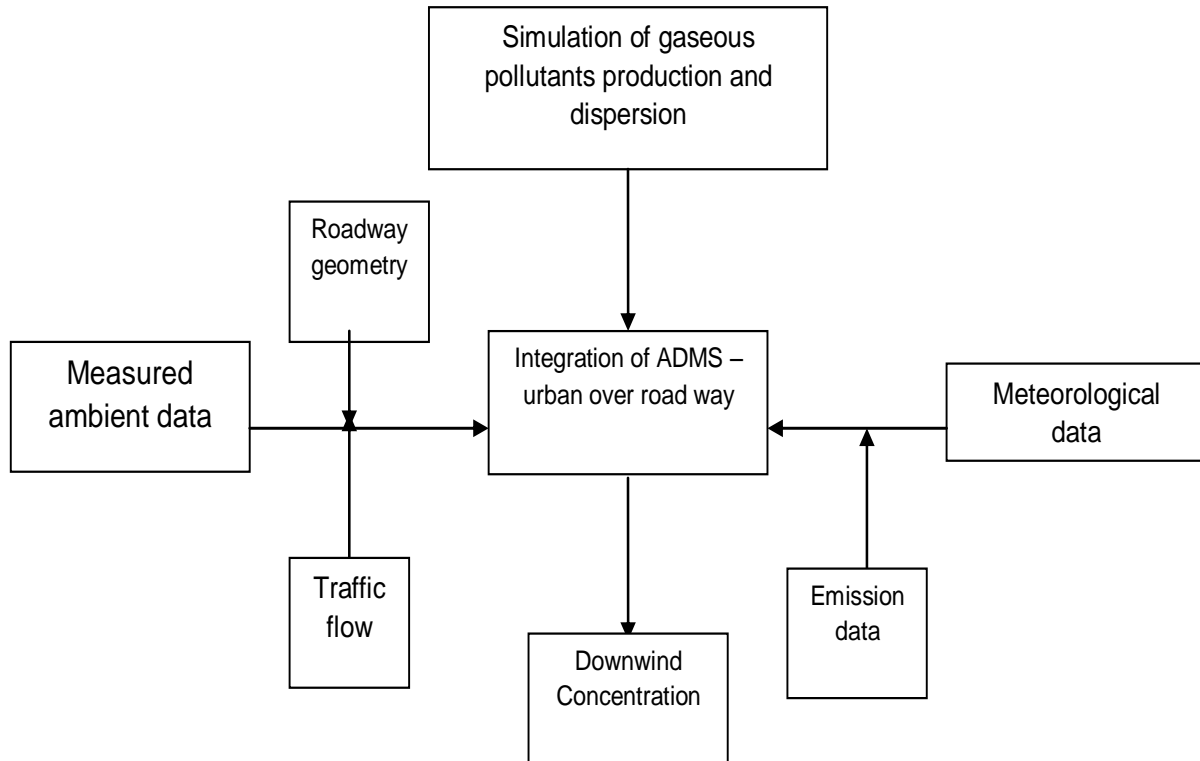 Simulation of gaseous
pollutants production and
dispersion
Roadway
geometry
Measured
ambient data
Integration of ADMS –
urban over road way
Meteorological
data
Traffic
flow
Emission
data
Downwind
Concentration